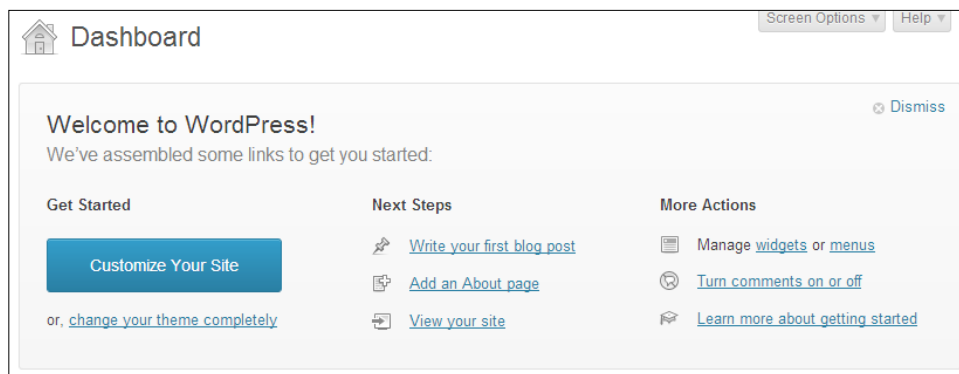 Screen Options
Help
Dashboard
Dismiss
Welcome to WordPress!
We've assembled some links to get you started:
Get Started
Customize Your Site
or, change your theme completely
Next Steps
Write your first blog post
Add an About page
View your site
More Actions
Manage widgets or menus
Turn comments on or off
Learn more about getting started